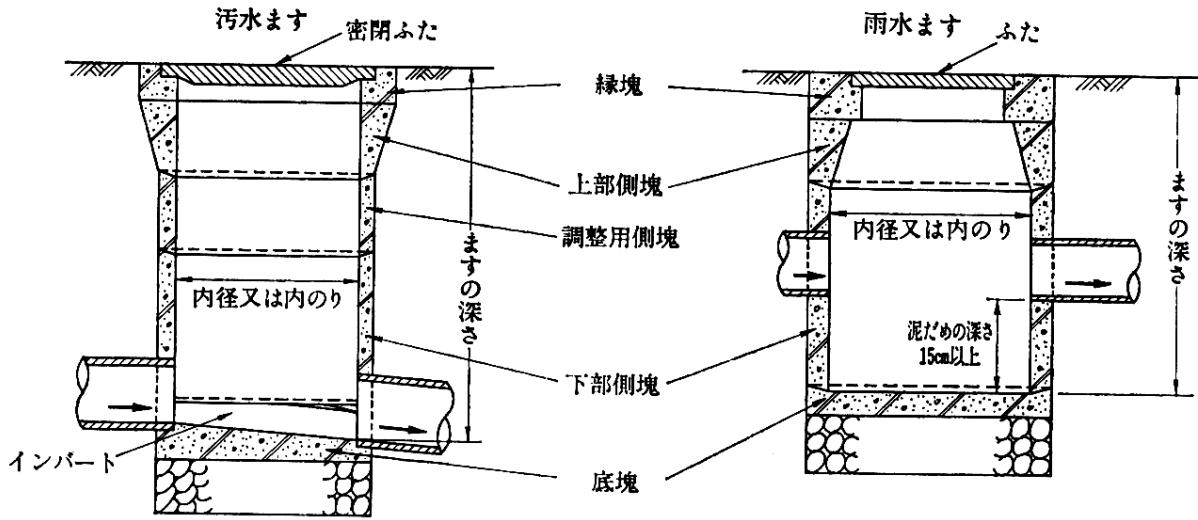 汚水ます
密閉ふた
雨水ます
ふた
縁塊
上部側塊
調整用側塊
ますの深さ
内径又は内のり
下部側塊
インバート
底塊
内径又は内のり
ますの深さ
泥だめの深さ
15cm以上